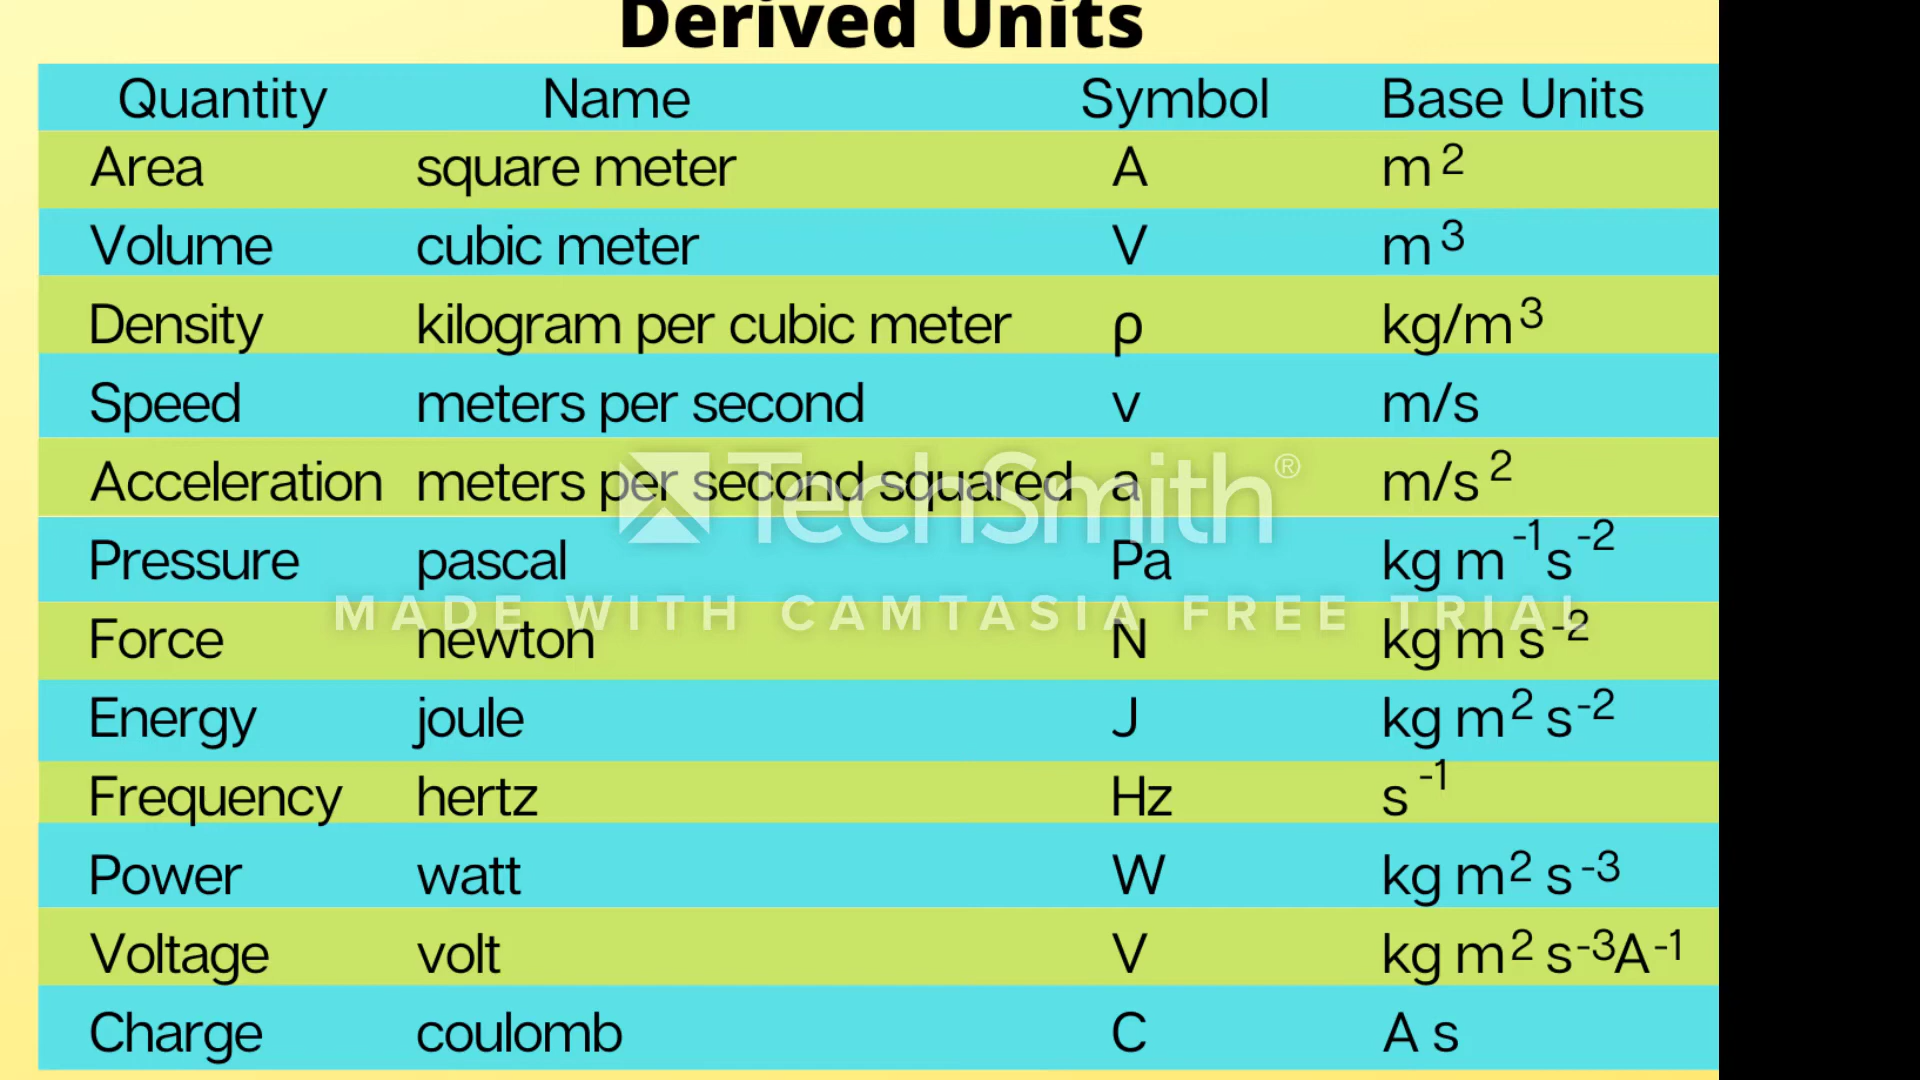 Derived Units
Quantity Name Symbol Base Units
Area square meter A m²
Volume cubic meter V m³
Density kilogram per cubic meter ρ kg/m³
Speed meters per second v m/s
Acceleration meters per second squared a m/s²
TechSmith®
Pressure pascal Pa kg m⁻¹s⁻²
MADE WITH CAMTASIA FREE TRIAL
Force newton N kg m s⁻²
Energy joule J kg m² s⁻²
Frequency hertz Hz s⁻¹
Power watt W kg m² s⁻³
Voltage volt V kg m² s⁻³A⁻¹
Charge coulomb C A s